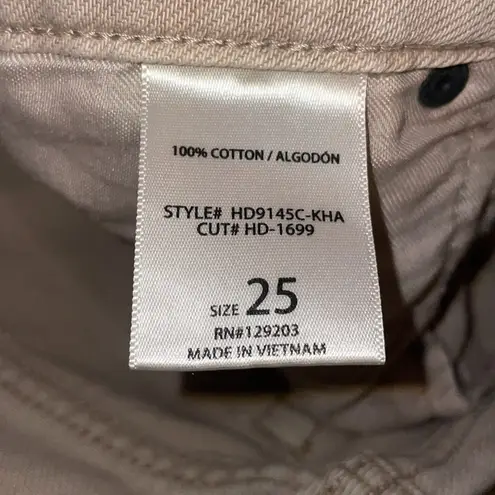 100% COTTON / ALGODÓN
STYLE# HD9145C-KHA
CUT# HD-1699
SIZE 25
RN#129203
MADE IN VIETNAM